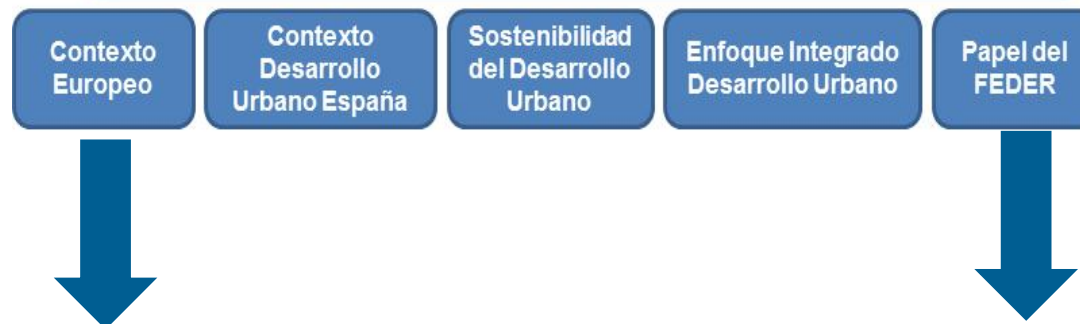 Contexto
Europeo
Contexto
Desarrollo
Urbano España
Sostenibilidad
del Desarrollo
Urbano
Enfoque Integrado
Desarrollo Urbano
Papel del
FEDER